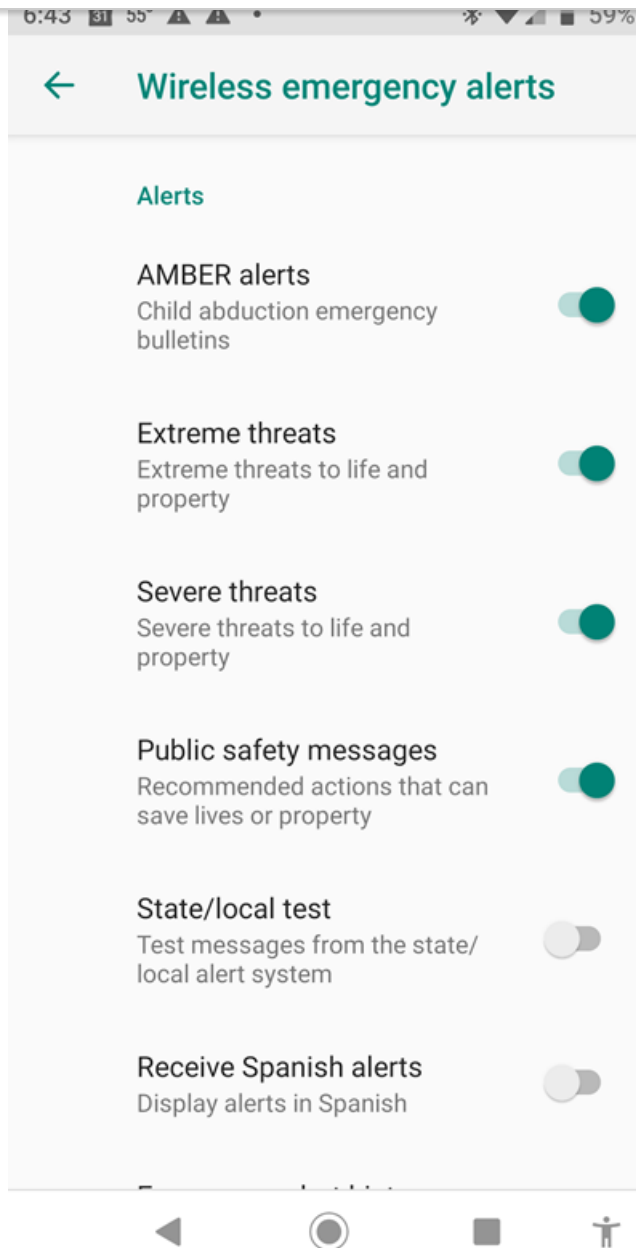 6:43 31 55° 59%
Wireless emergency alerts
Alerts
AMBER alerts
Child abduction emergency
bulletins
Extreme threats
Extreme threats to life and
property
Severe threats
Severe threats to life and
property
Public safety messages
Recommended actions that can
save lives or property
State/local test
Test messages from the state/
local alert system
Receive Spanish alerts
Display alerts in Spanish